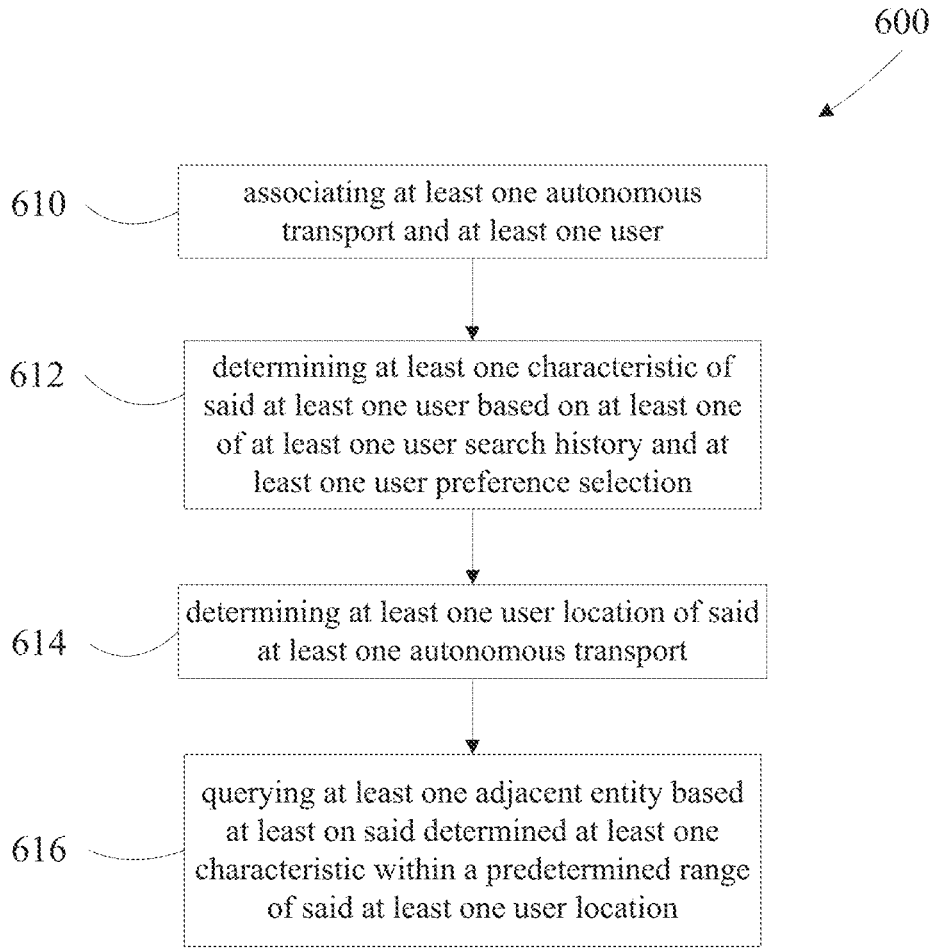 600
610
associating at least one autonomous
transport and at least one user
612
determining at least one characteristic of
said at least one user based on at least one
of at least one user search history and at
least one user preference selection
614
determining at least one user location of said
at least one autonomous transport
616
querying at least one adjacent entity based
at least on said determined at least one
characteristic within a predetermined range
of said at least one user location